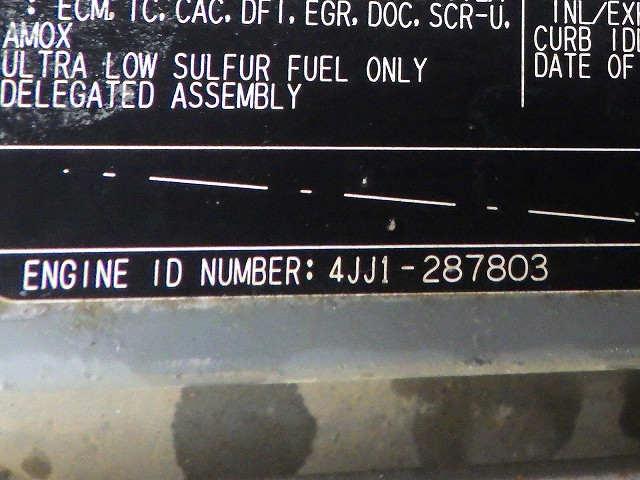 : ECM, TC, CAC, DFI, EGR, DOC, SCR-U,
AMOX
ULTRA LOW SULFUR FUEL ONLY
DELEGATED ASSEMBLY
INL/EX
CURB ID
DATE OF
ENGINE ID NUMBER: 4JJ1-287803